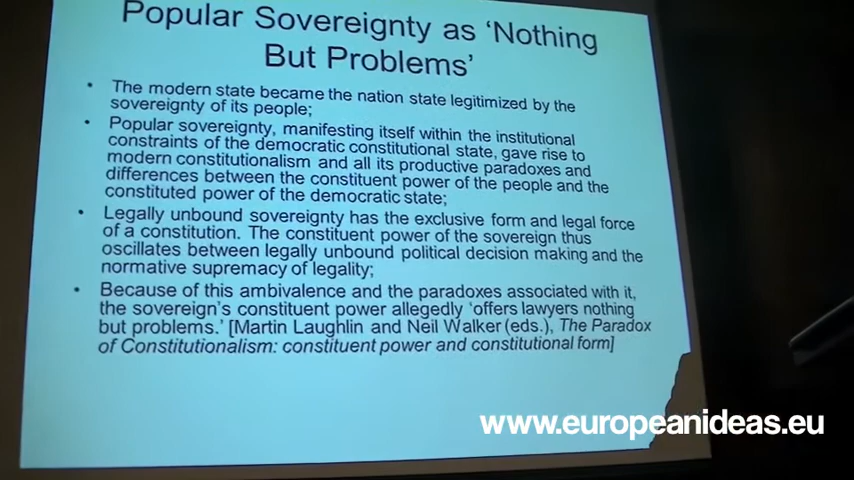 Popular Sovereignty as ‘Nothing
But Problems’
• The modern state became the nation state legitimized by the
sovereignty of its people;
• Popular sovereignty, manifesting itself within the institutional
constraints of the democratic constitutional state, gave rise to
modern constitutionalism and all its productive paradoxes and
differences between the constituent power of the people and the
constituted power of the democratic state;
• Legally unbound sovereignty has the exclusive form and legal force
of a constitution. The constituent power of the sovereign thus
oscillates between legally unbound political decision making and the
normative supremacy of legality;
• Because of this ambivalence and the paradoxes associated with it,
the sovereign’s constituent power allegedly ‘offers lawyers nothing
but problems.’ [Martin Laughlin and Neil Walker (eds.), The Paradox
of Constitutionalism: constituent power and constitutional form]
www.europeanideas.eu